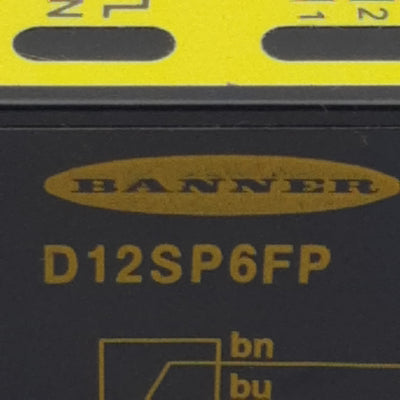 BANNER
D12SP6FP
bn
bu